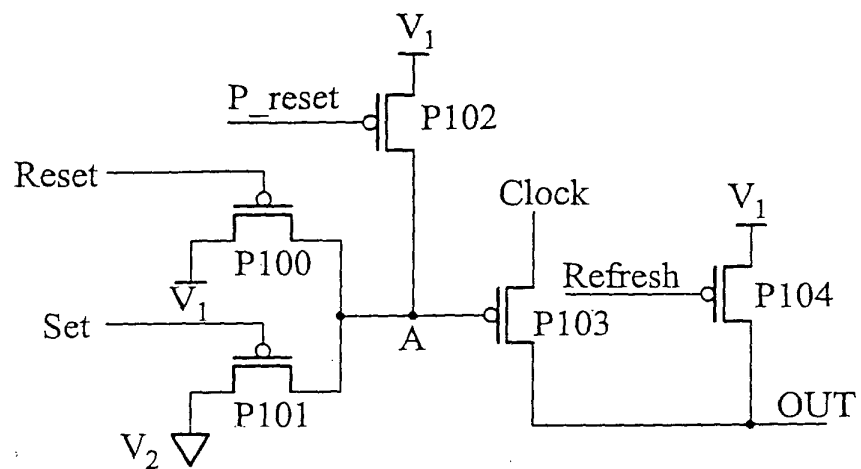 V₁
P_reset
P102
Reset
Clock
V₁
P100
Refresh
V₁
P104
P103
Set
A
P101
OUT
V₂